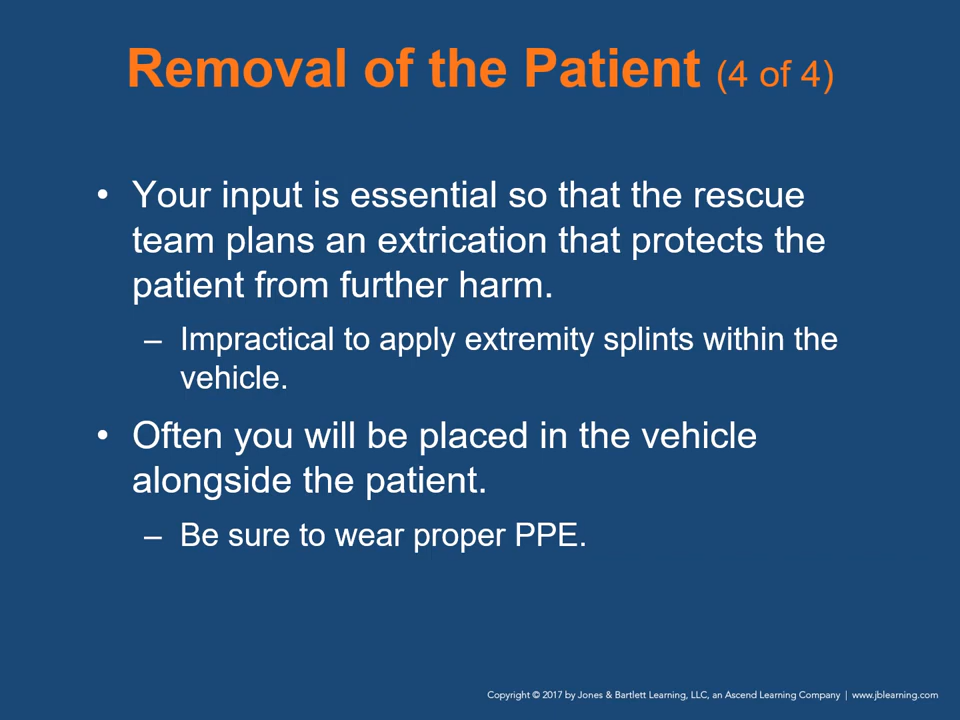 Removal of the Patient (4 of 4)
• Your input is essential so that the rescue
team plans an extrication that protects the
patient from further harm.
– Impractical to apply extremity splints within the
vehicle.
• Often you will be placed in the vehicle
alongside the patient.
– Be sure to wear proper PPE.
Copyright © 2017 by Jones & Bartlett Learning, LLC, an Ascend Learning Company | www.jblearning.com